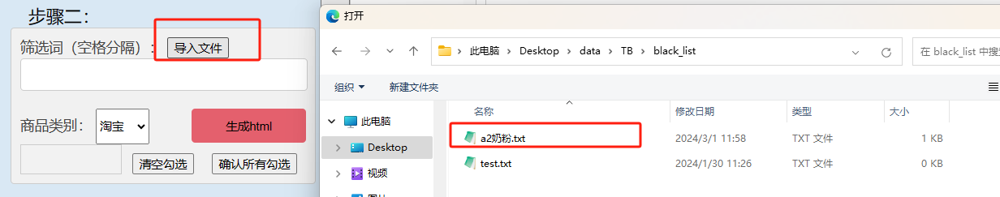 步骤二：
筛选词（空格分隔）： 导入文件
商品类别： 淘宝 生成html
清空勾选 确认所有勾选
打开
此电脑 > Desktop > data > TB > black_list
在 black_list 中搜
组织 新建文件夹
名称 修改日期 类型 大小
此电脑
Desktop
视频
a2奶粉.txt 2024/3/1 11:58 TXT 文件 1 KB
test.txt 2024/1/30 11:26 TXT 文件 0 KB